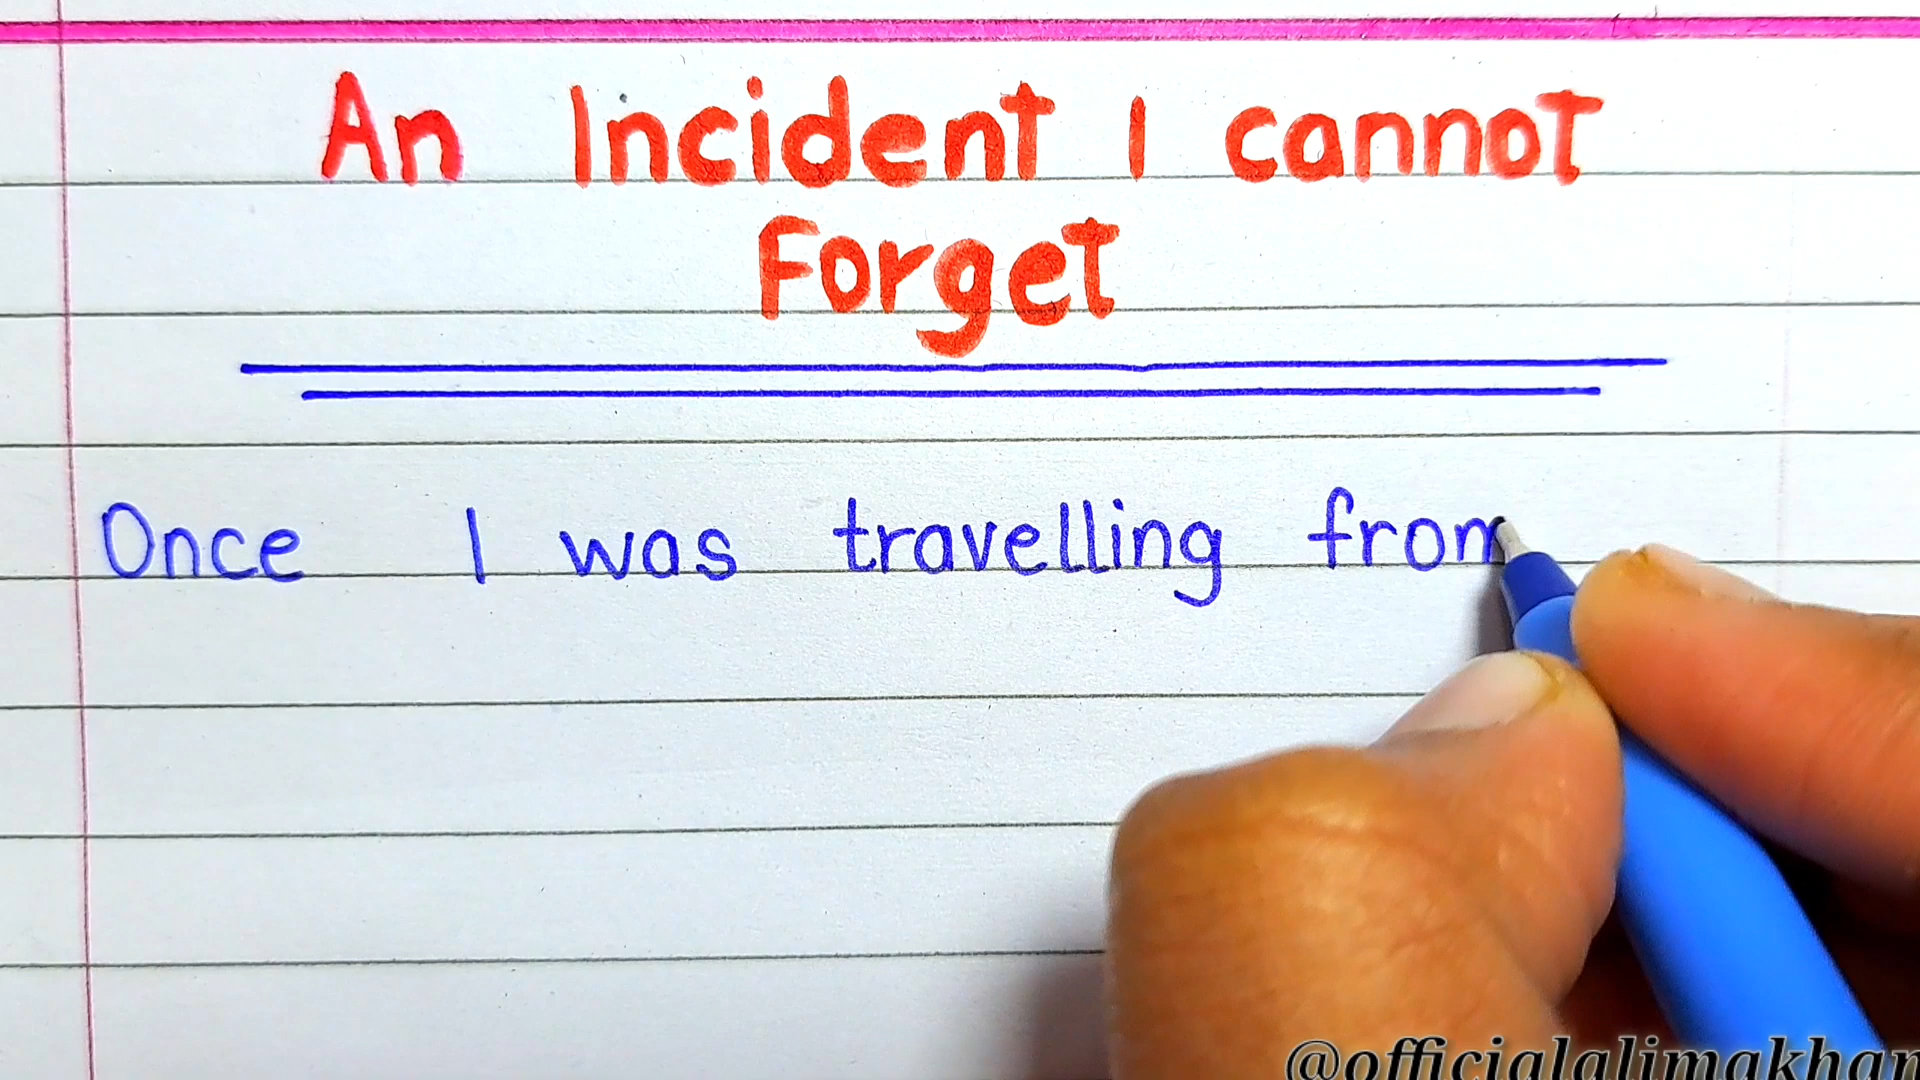 An Incident I cannot
Forget
Once I was travelling from
@officialalimakhan